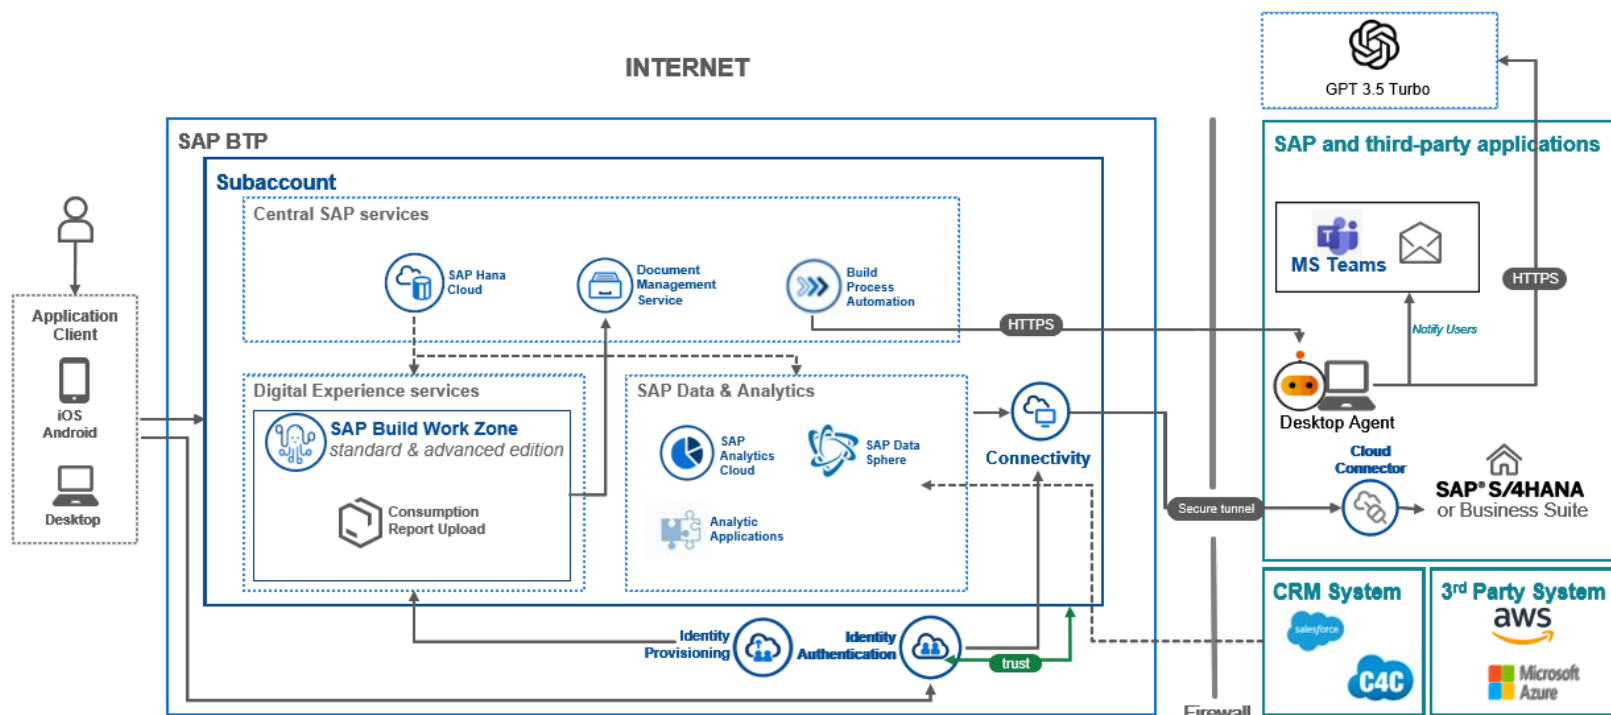 INTERNET
GPT 3.5 Turbo
SAP BTP
SAP and third-party applications
Subaccount
Central SAP services
SAP Hana
Cloud
Document
Management
Service
Build
Process
Automation
T
MS Teams
HTTPS
HTTPS
Notify Users
Application
Client
iOS
Android
Desktop
Digital Experience services
SAP Build Work Zone
standard & advanced edition
Consumption
Report Upload
SAP Data & Analytics
SAP
Analytics
Cloud
SAP Data
Sphere
Analytic
Applications
Connectivity
Desktop Agent
Cloud
Connector
Secure tunnel
SAP® S/4HANA
or Business Suite
Identity
Provisioning
Identity
Authentication
trust
CRM System
salesforce
C4C
3rd Party System
aws
Microsoft
Azure
Firewall